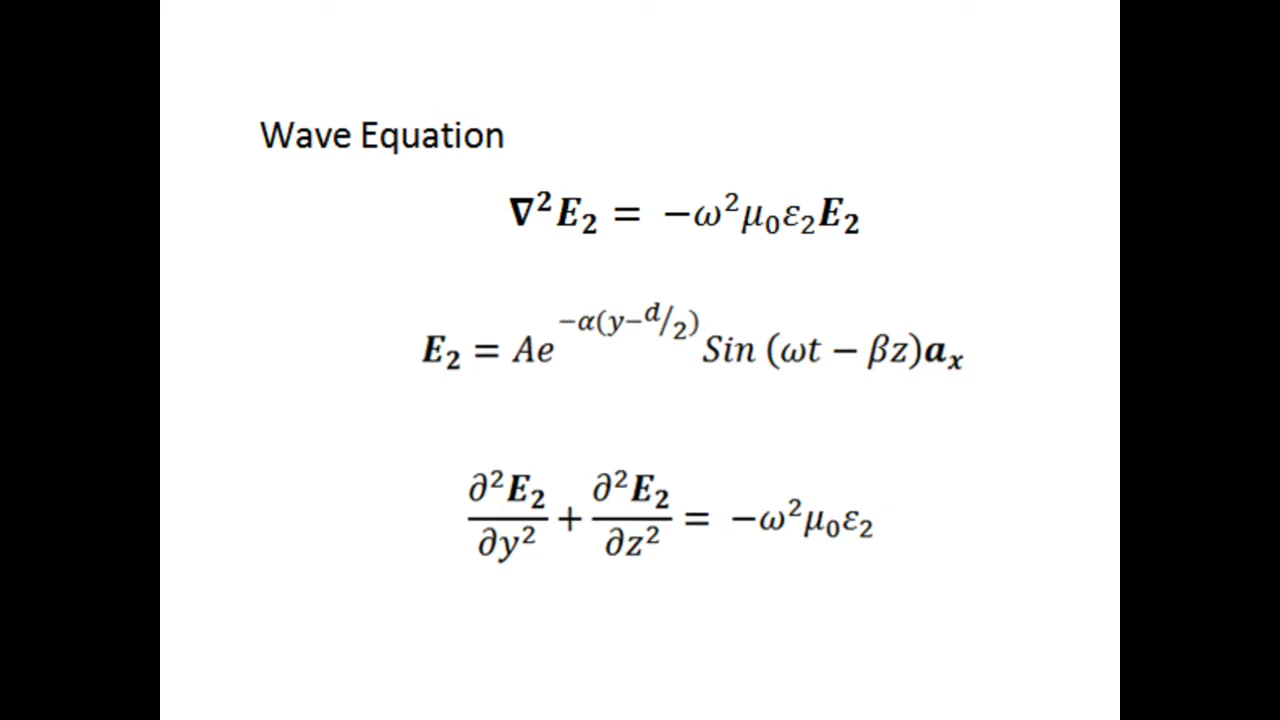 Wave Equation
∇²E₂ = −ω²μ₀ε₂E₂
E₂ = Ae^(−α(y−d/2)) Sin (ωt − βz)aₓ
∂²E₂/∂y² + ∂²E₂/∂z² = −ω²μ₀ε₂